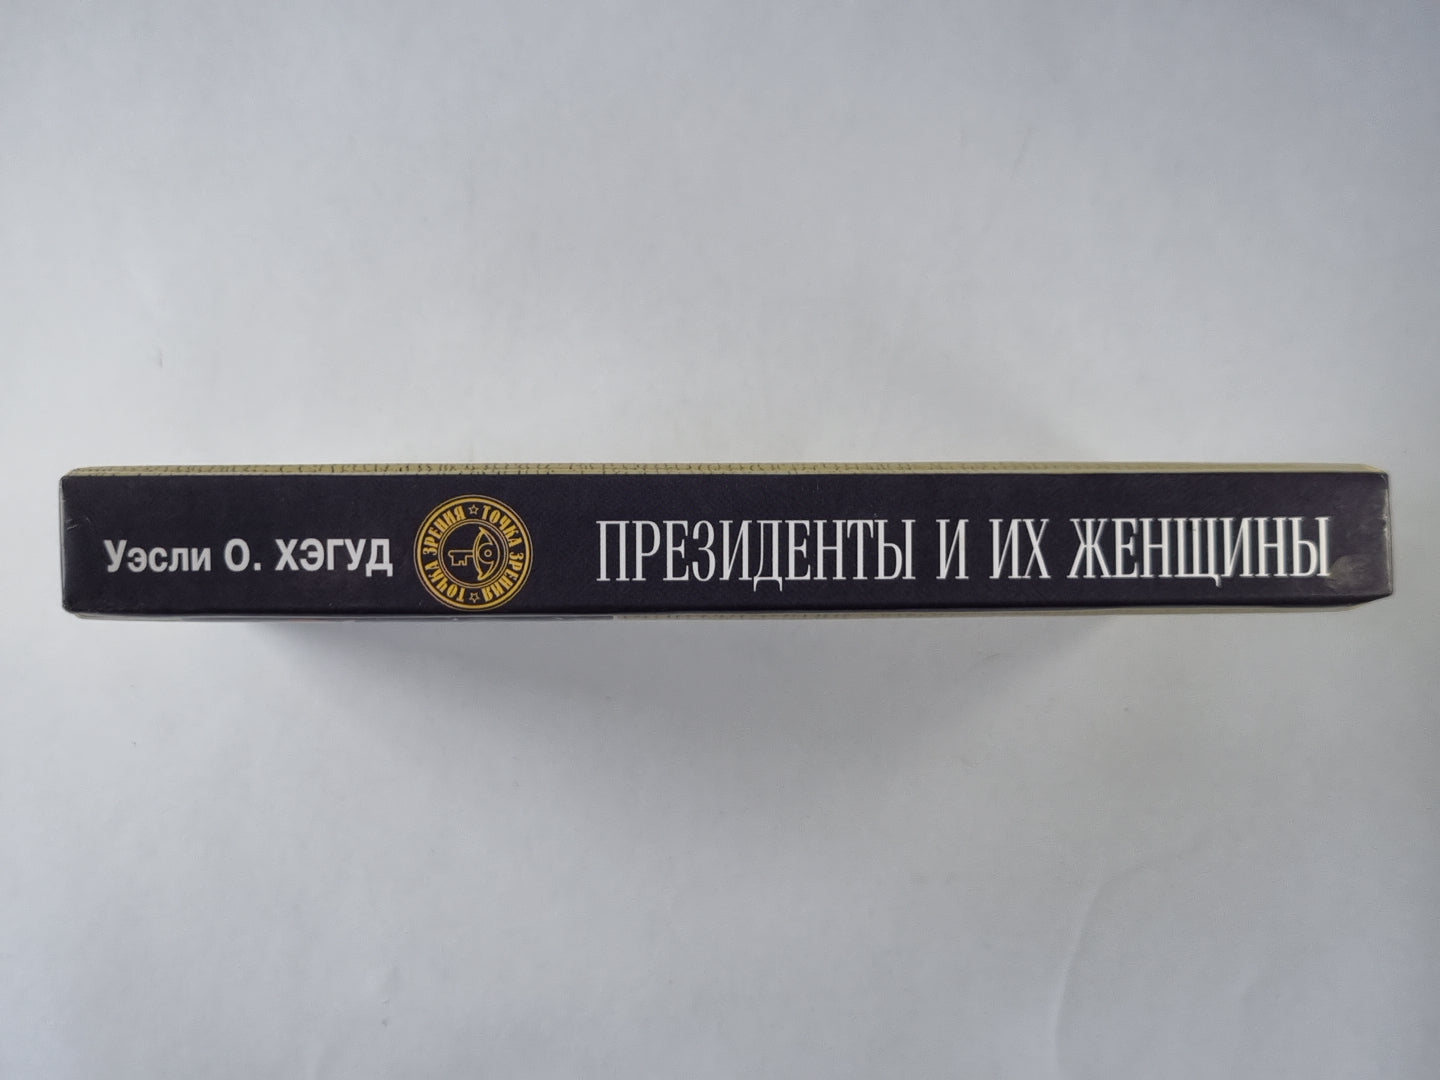 Уэсли О. ХЭГУД
ТОЧКА ЗРЕНИЯ ☆ ТОЧКА ЗРЕНИЯ ☆
ПРЕЗИДЕНТЫ И ИХ ЖЕНЩИНЫ